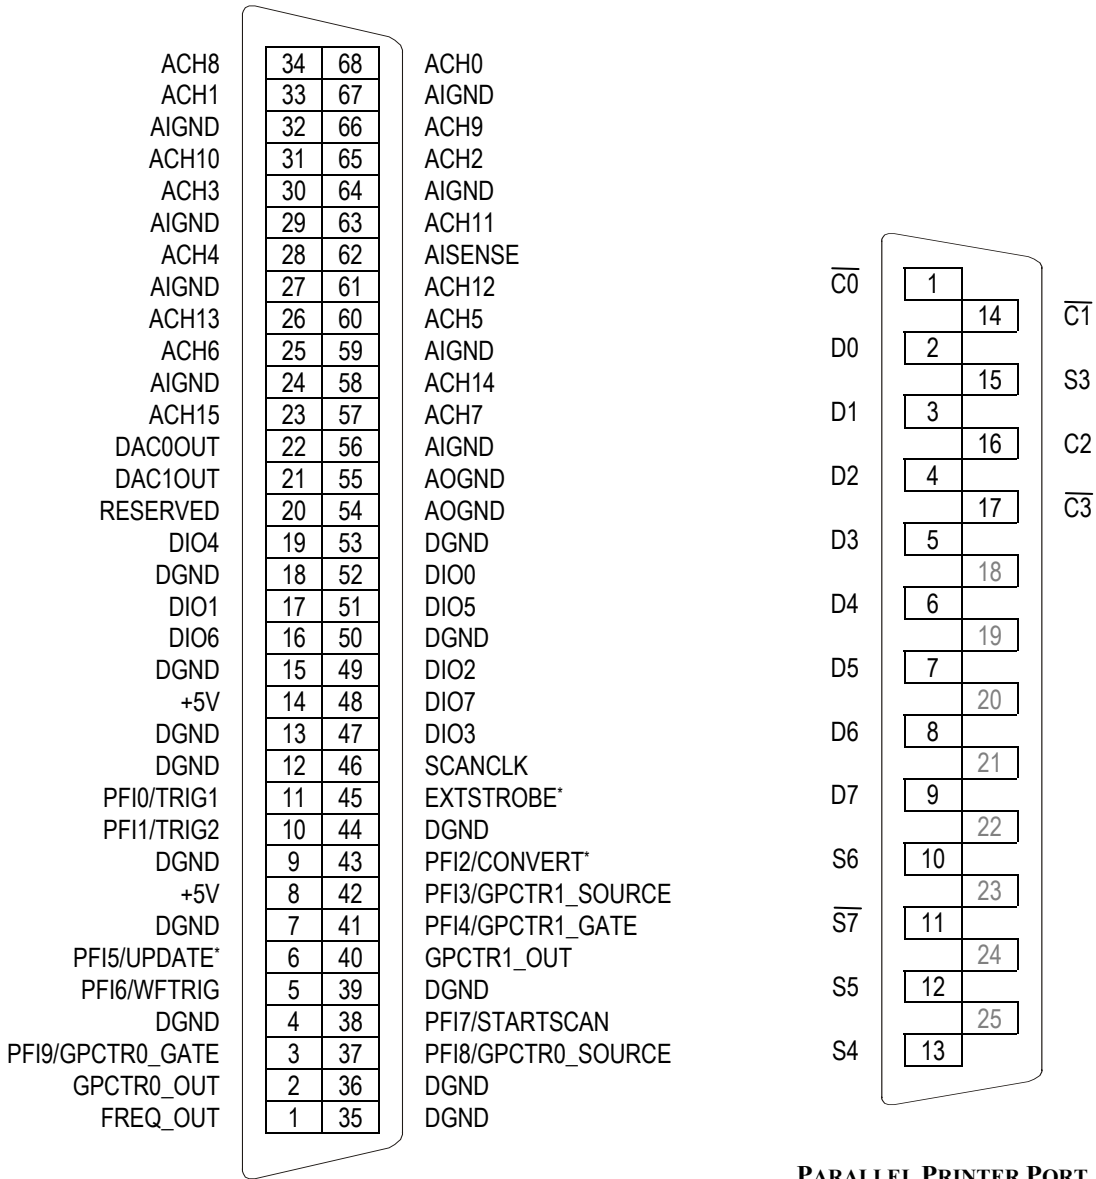 ACH8 34 68 ACH0
ACH1 33 67 AIGND
AIGND 32 66 ACH9
ACH10 31 65 ACH2
ACH3 30 64 AIGND
AIGND 29 63 ACH11
ACH4 28 62 AISENSE
AIGND 27 61 ACH12
ACH13 26 60 ACH5
ACH6 25 59 AIGND
AIGND 24 58 ACH14
ACH15 23 57 ACH7
DAC0OUT 22 56 AIGND
DAC1OUT 21 55 AOGND
RESERVED 20 54 AOGND
DIO4 19 53 DGND
DGND 18 52 DIO0
DIO1 17 51 DIO5
DIO6 16 50 DGND
DGND 15 49 DIO2
+5V 14 48 DIO7
DGND 13 47 DIO3
DGND 12 46 SCANCLK
PFI0/TRIG1 11 45 EXTSTROBE*
PFI1/TRIG2 10 44 DGND
DGND 9 43 PFI2/CONVERT*
+5V 8 42 PFI3/GPCTR1_SOURCE
DGND 7 41 PFI4/GPCTR1_GATE
PFI5/UPDATE* 6 40 GPCTR1_OUT
PFI6/WFTRIG 5 39 DGND
DGND 4 38 PFI7/STARTSCAN
PFI9/GPCTR0_GATE 3 37 PFI8/GPCTR0_SOURCE
GPCTR0_OUT 2 36 DGND
FREQ_OUT 1 35 DGND
C̅0̅ 1
14 C̅1̅
D0 2
15 S3
D1 3
16 C2
D2 4
17 C̅3̅
D3 5
18
D4 6
19
D5 7
20
D6 8
21
D7 9
22
S6 10
23
S̅7̅ 11
24
S5 12
25
S4 13
PARALLEL PRINTER PORT